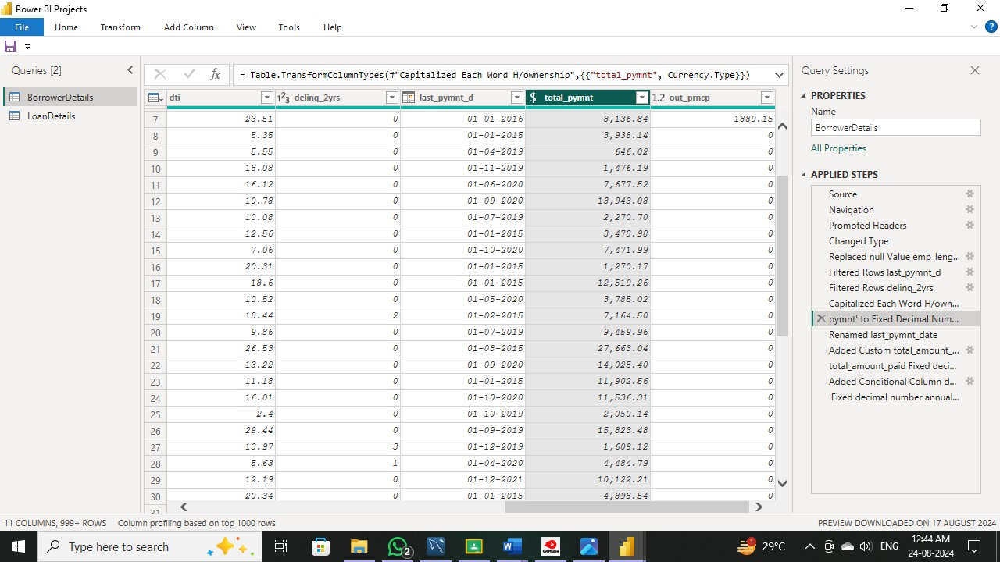 Power BI Projects
File Home Transform Add Column View Tools Help
Queries [2]
BorrowerDetails
LoanDetails
= Table.TransformColumnTypes(#"Capitalized Each Word H/ownership",{{"total_pymnt", Currency.Type}})
dti 1²3 delinq_2yrs last_pymnt_d $ total_pymnt 1.2 out_prncp
7 23.51 0 01-01-2016 8,136.84 1889.15
8 5.35 0 01-01-2015 3,938.14 0
9 5.55 0 01-04-2019 646.02 0
10 18.08 0 01-11-2019 1,476.19 0
11 16.12 0 01-06-2020 7,677.52 0
12 10.78 0 01-09-2020 13,943.08 0
13 10.08 0 01-07-2019 2,270.70 0
14 12.56 0 01-01-2015 3,478.98 0
15 7.06 0 01-10-2020 7,471.99 0
16 20.31 0 01-01-2015 1,270.17 0
17 18.6 0 01-01-2015 12,519.26 0
18 10.52 0 01-05-2020 3,785.02 0
19 18.44 2 01-02-2015 7,164.50 0
20 9.86 0 01-07-2019 9,459.96 0
21 26.53 0 01-08-2015 27,663.04 0
22 13.22 0 01-09-2020 14,025.40 0
23 11.18 0 01-01-2015 11,902.56 0
24 16.01 0 01-10-2020 11,536.31 0
25 2.4 0 01-10-2019 2,050.14 0
26 29.44 0 01-09-2019 15,823.48 0
27 13.97 3 01-12-2019 1,609.12 0
28 5.63 1 01-04-2020 4,484.79 0
29 12.19 0 01-12-2021 10,122.21 0
30 20.34 0 01-01-2015 4,898.54 0
31
Query Settings
PROPERTIES
Name
BorrowerDetails
All Properties
APPLIED STEPS
Source
Navigation
Promoted Headers
Changed Type
Replaced null Value emp_leng...
Filtered Rows last_pymnt_d
Filtered Rows delinq_2yrs
Capitalized Each Word H/own...
pymnt' to Fixed Decimal Num...
Renamed last_pymnt_date
Added Custom total_amount_...
total_amount_paid Fixed deci...
Added Conditional Column d...
'Fixed decimal number annual...
11 COLUMNS, 999+ ROWS Column profiling based on top 1000 rows PREVIEW DOWNLOADED ON 17 AUGUST 2024
Type here to search 2 GOtube 1 29°C ENG 12:44 AM
24-08-2024